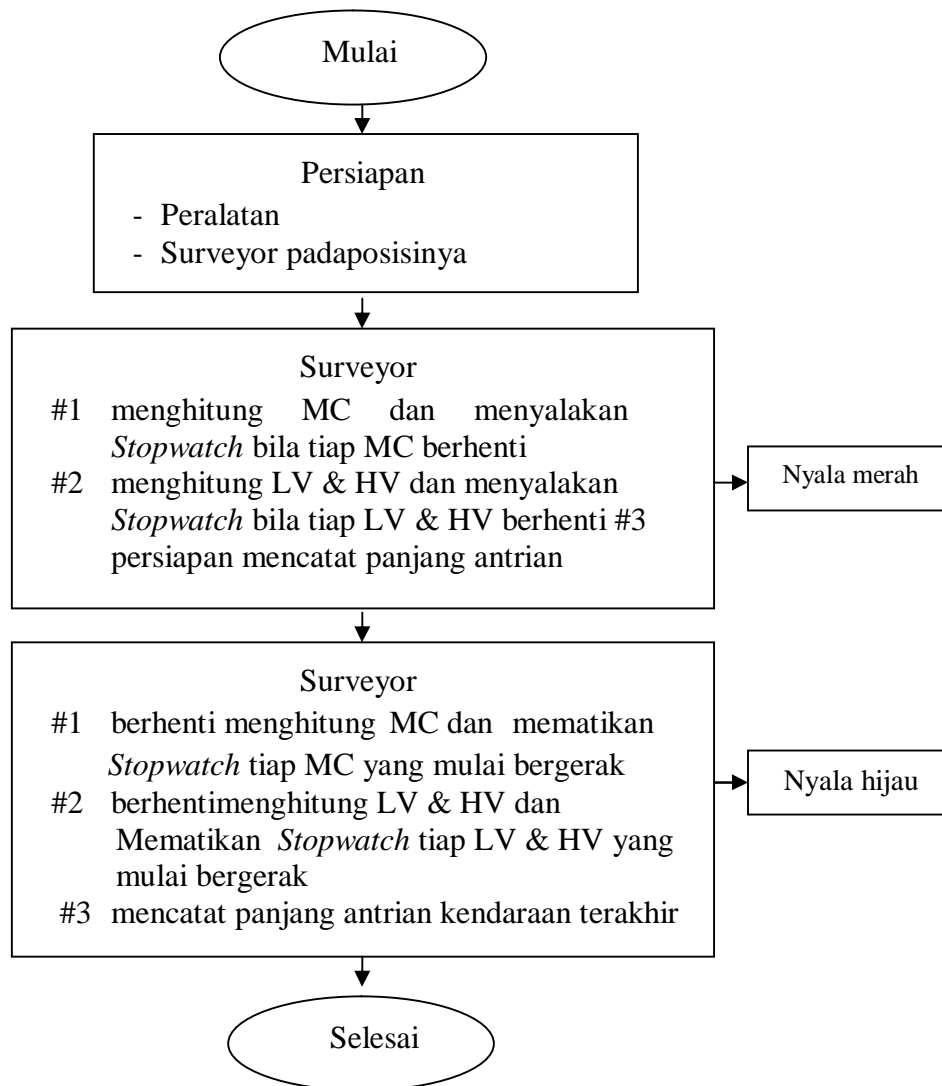 Mulai
Persiapan
- Peralatan
- Surveyor padaposisinya
Surveyor
#1 menghitung MC dan menyalakan
Stopwatch bila tiap MC berhenti
#2 menghitung LV & HV dan menyalakan
Stopwatch bila tiap LV & HV berhenti #3
persiapan mencatat panjang antrian
Nyala merah
Surveyor
#1 berhenti menghitung MC dan mematikan
Stopwatch tiap MC yang mulai bergerak
#2 berhentimenghitung LV & HV dan
Mematikan Stopwatch tiap LV & HV yang
mulai bergerak
#3 mencatat panjang antrian kendaraan terakhir
Nyala hijau
Selesai